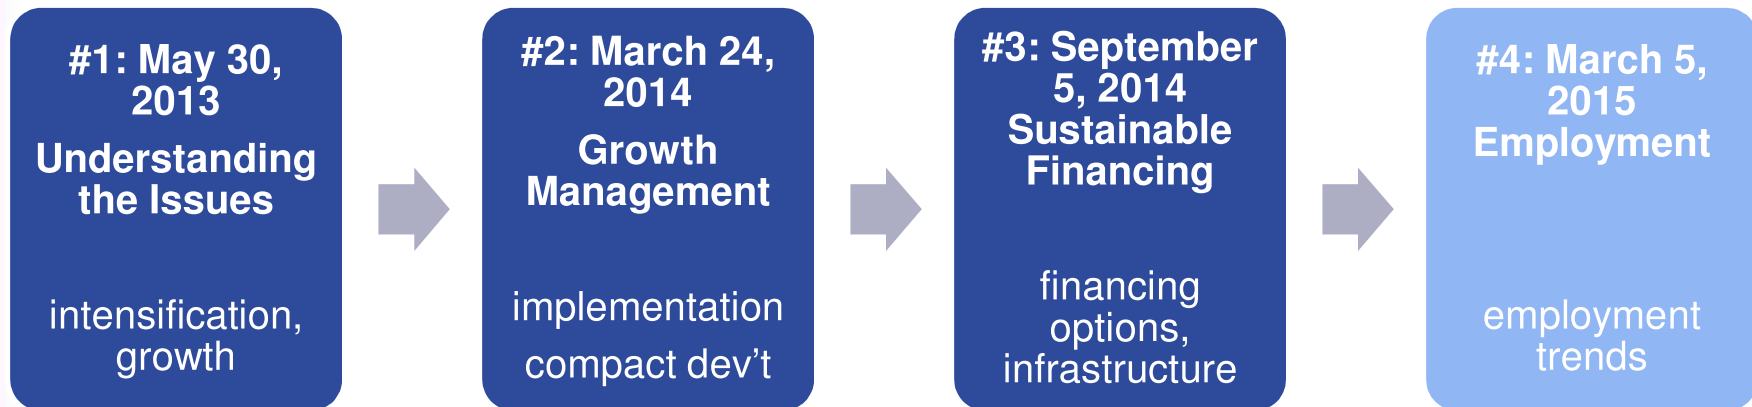 #1: May 30,
2013
Understanding
the Issues
intensification,
growth
#2: March 24,
2014
Growth
Management
implementation
compact dev’t
#3: September
5, 2014
Sustainable
Financing
financing
options,
infrastructure
#4: March 5,
2015
Employment
employment
trends